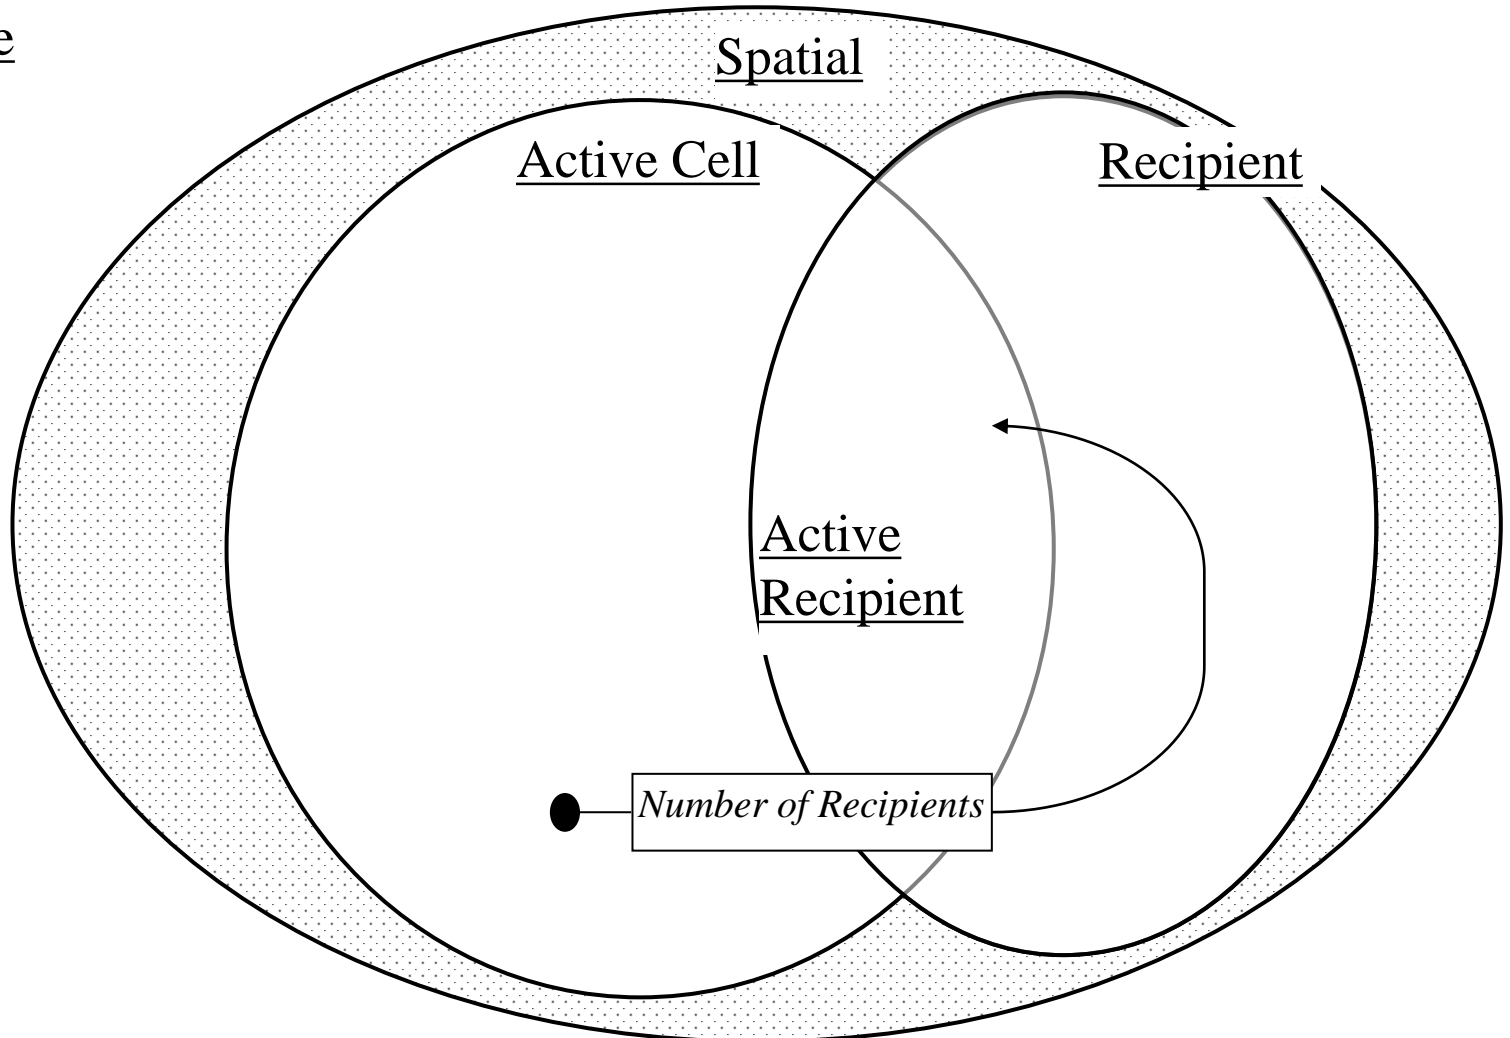 e
Spatial
Active Cell
Recipient
Active
Recipient
Number of Recipients